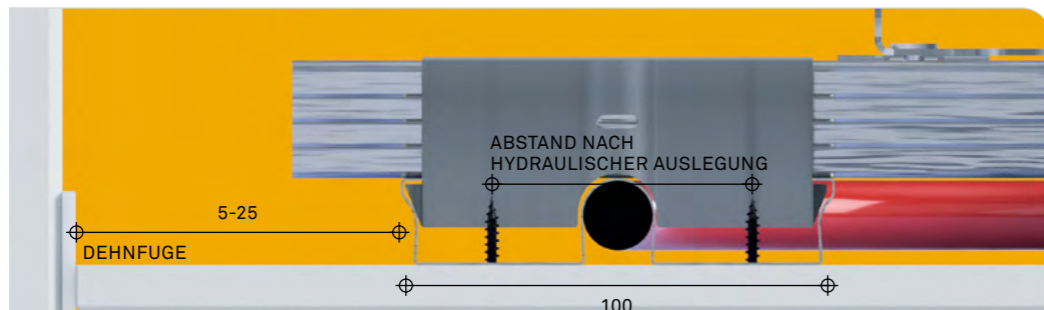 ABSTAND NACH
HYDRAULISCHER AUSLEGUNG
5-25
DEHNFUGE
100